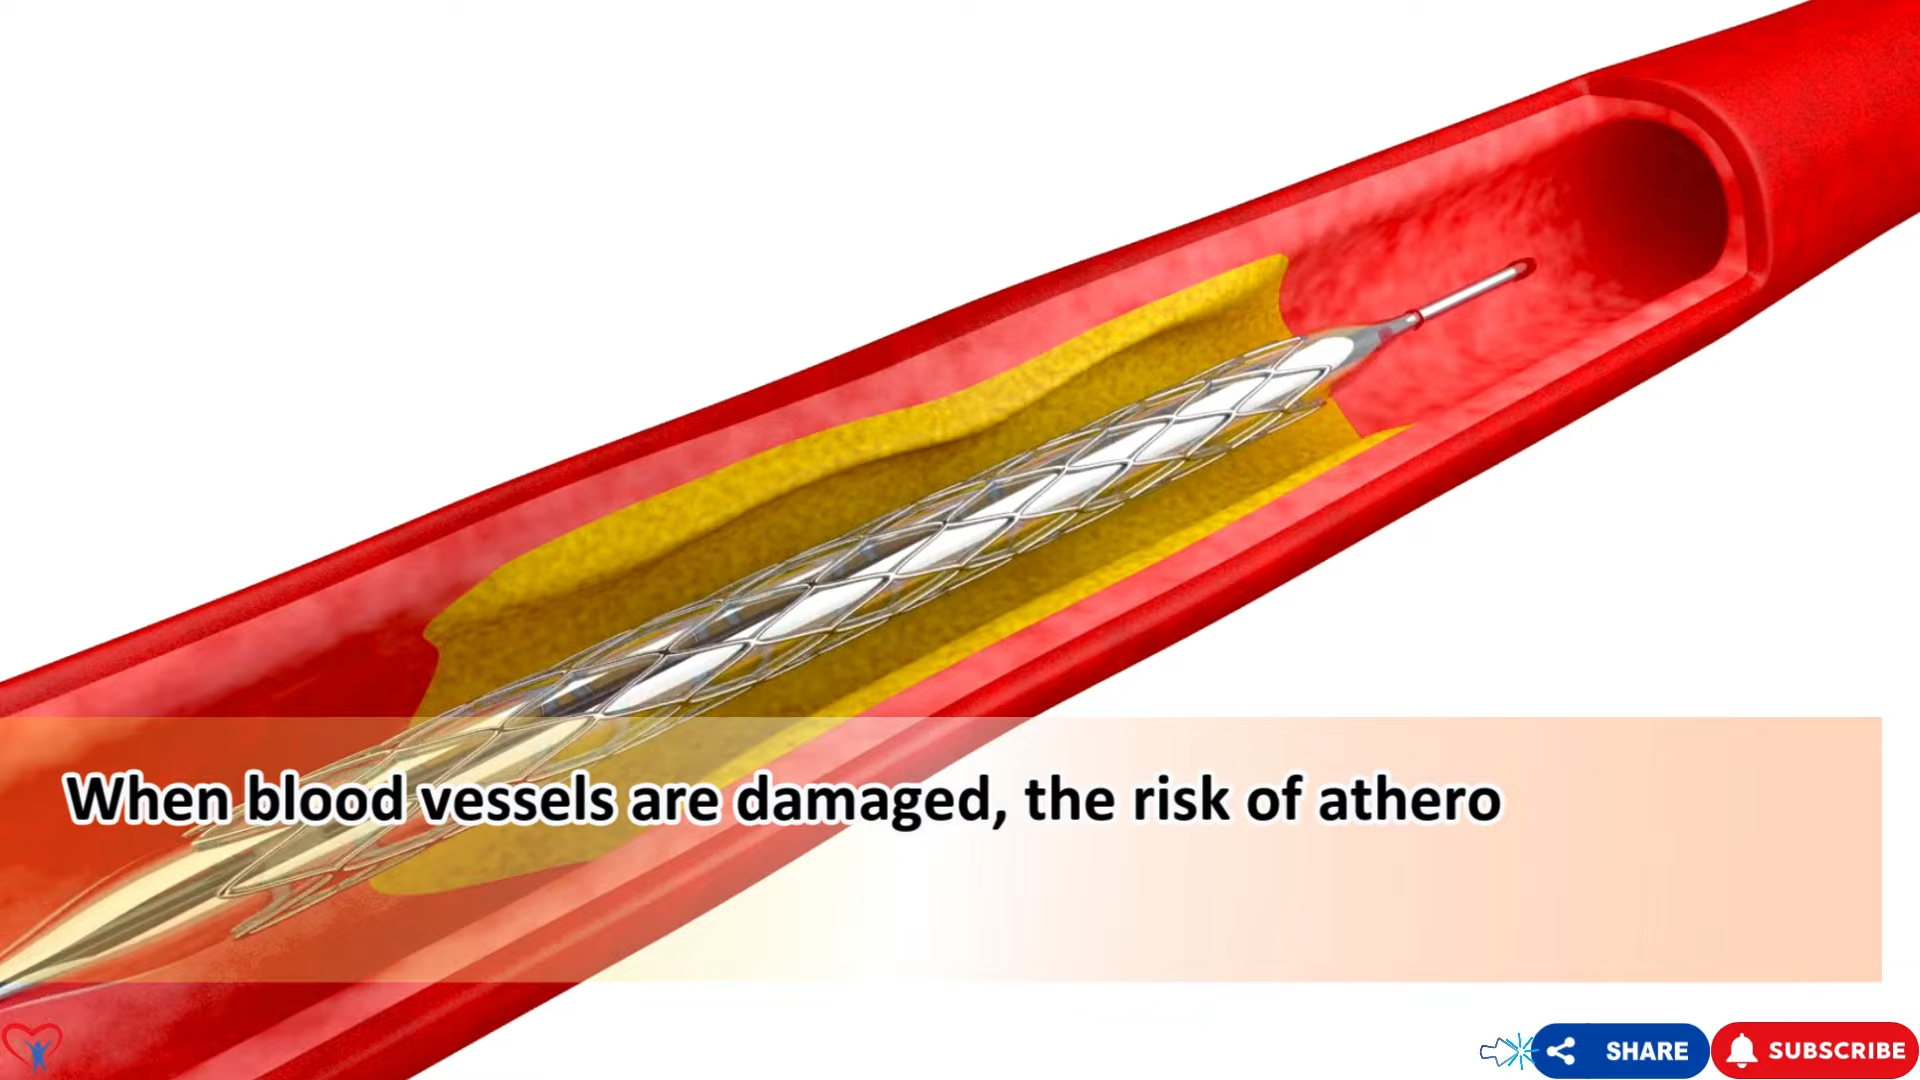 When blood vessels are damaged, the risk of athero
SHARE
SUBSCRIBE